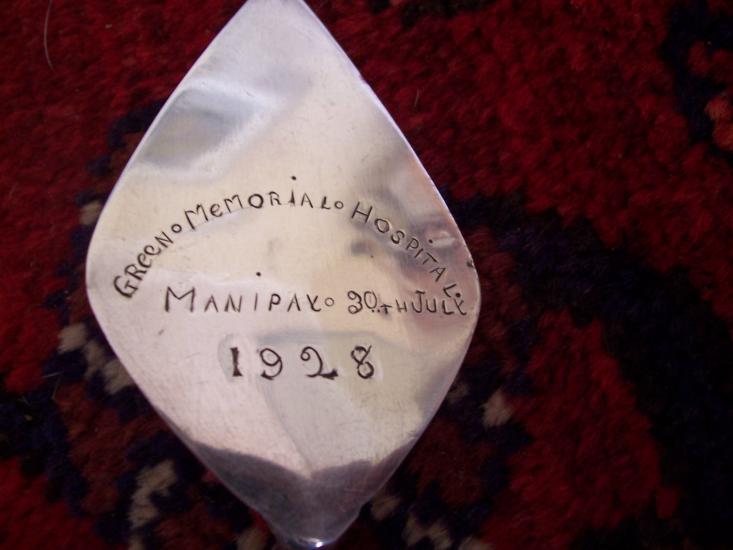 GReeN MeMORiAL HOSPiTAL.
MANiPAY 30TH JULY
1928